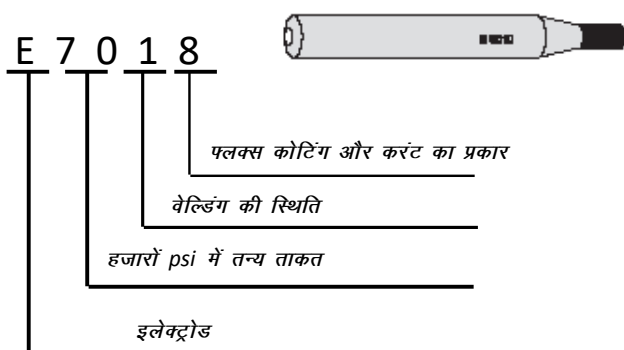 E 7 0 1 8
फ्लक्स कोटिंग और करंट का प्रकार
वेल्डिंग की स्थिति
हजारों psi में तन्य ताकत
इलेक्ट्रोड